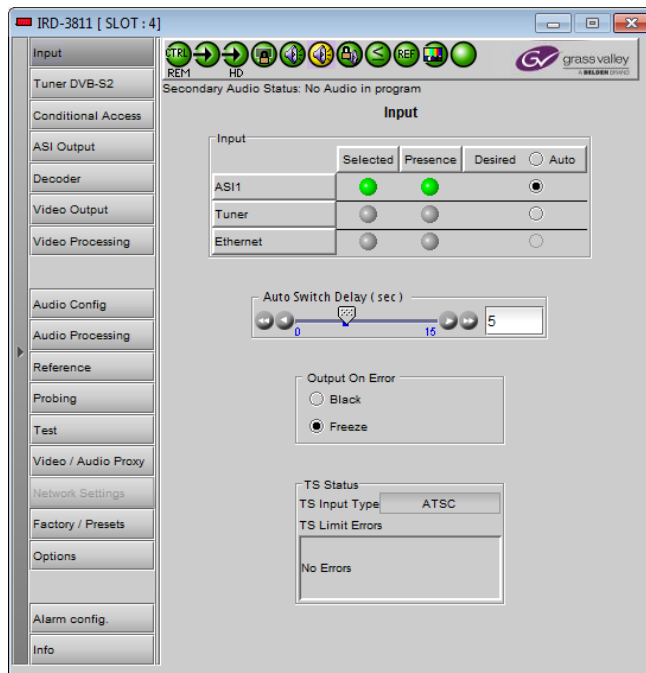 IRD-3811 [ SLOT : 4]
Input
Tuner DVB-S2
Conditional Access
ASI Output
Decoder
Video Output
Video Processing
Audio Config
Audio Processing
Reference
Probing
Test
Video / Audio Proxy
Network Settings
Factory / Presets
Options
Alarm config.
Info
CTRL
REF
GV
grass valley
A BELDEN BRAND
REM
HD
Secondary Audio Status: No Audio in program
Input
Input
Selected Presence Desired Auto
ASI1
Tuner
Ethernet
Auto Switch Delay ( sec )
0 15 5
Output On Error
Black
Freeze
TS Status
TS Input Type ATSC
TS Limit Errors
No Errors